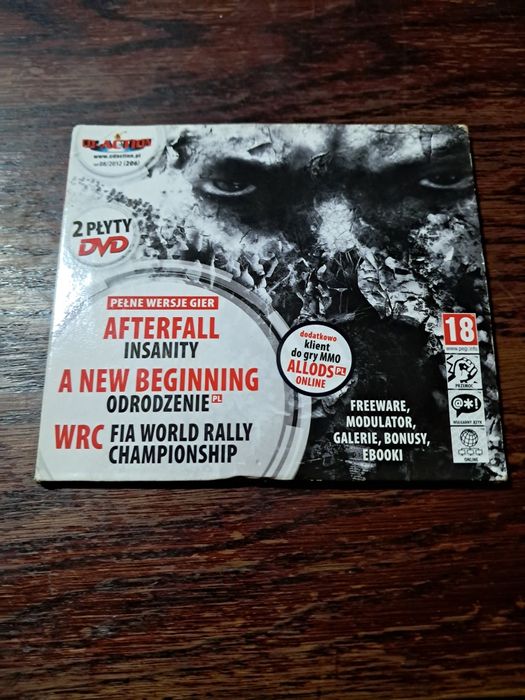 CD-ACTION
www.cdaction.pl
nr 08/2012 (206)
2 PŁYTY
DVD
PEŁNE WERSJE GIER
AFTERFALL
INSANITY
A NEW BEGINNING
ODRODZENIE PL
WRC FIA WORLD RALLY
CHAMPIONSHIP
dodatkowo
klient
do gry MMO
ALLODS PL
ONLINE
FREEWARE,
MODULATOR,
GALERIE, BONUSY,
EBOOKI
18
www.pegi.info
PRZEMOC
@*!
WULGARNY JĘZYK
ONLINE